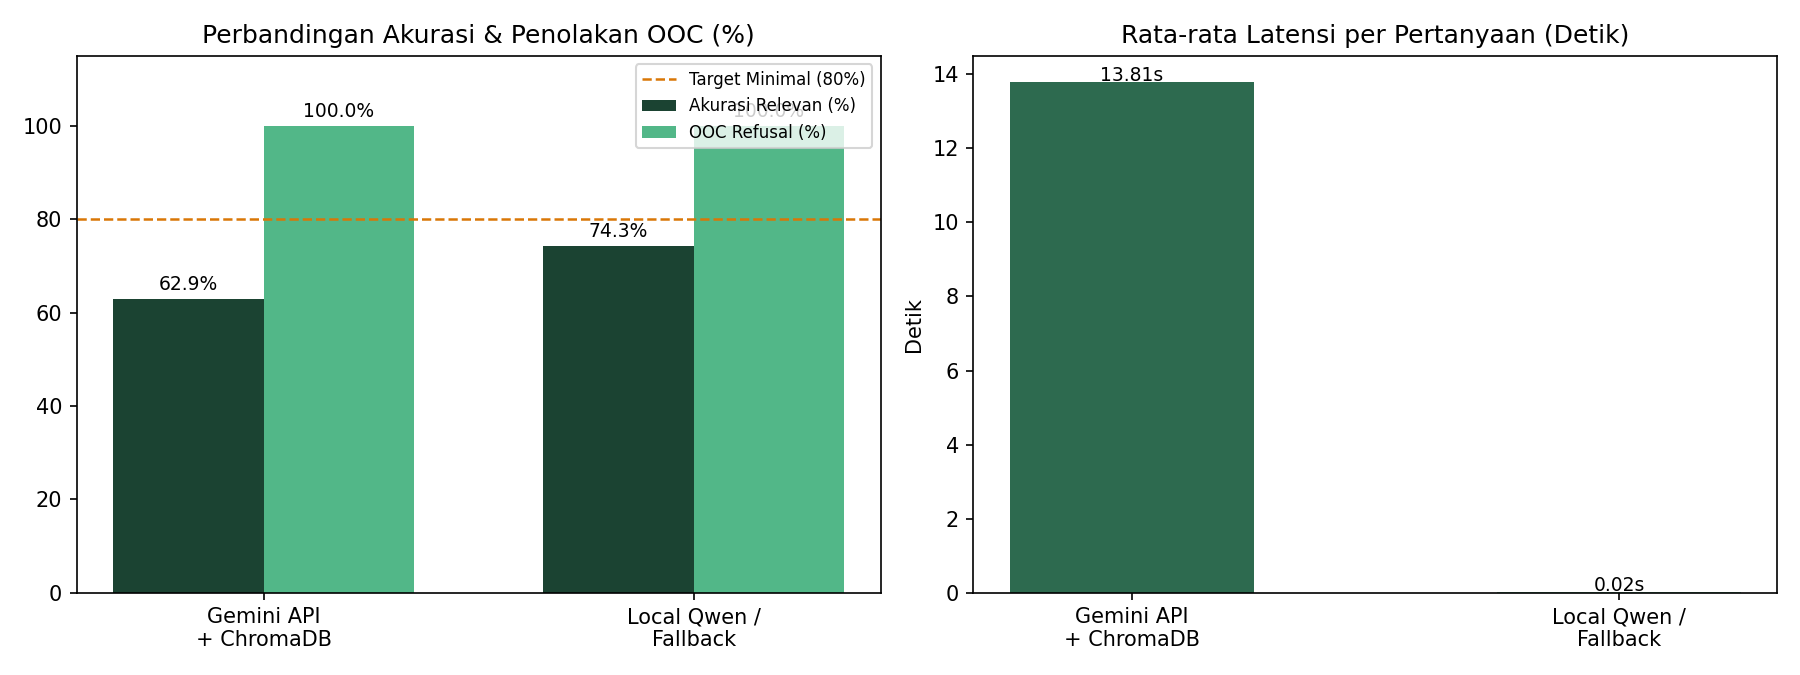 Perbandingan Akurasi & Penolakan OOC (%)
Target Minimal (80%)
Akurasi Relevan (%)
OOC Refusal (%)
100.0%
100.0%
74.3%
62.9%
100
80
60
40
20
0
Gemini API
+ ChromaDB
Local Qwen /
Fallback
Rata-rata Latensi per Pertanyaan (Detik)
Detik
14
12
10
8
6
4
2
0
13.81s
0.02s
Gemini API
+ ChromaDB
Local Qwen /
Fallback